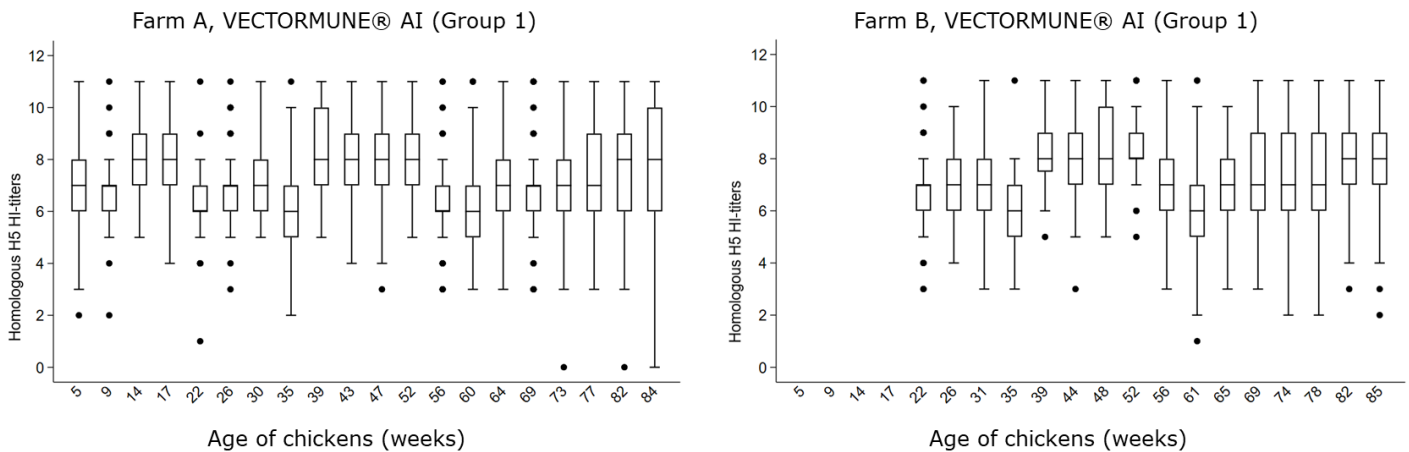 Farm A, VECTORMUNE® AI (Group 1)
Homologous H5 HI-titers
12
10
8
6
4
2
0
5 9 14 17 22 26 30 35 39 43 47 52 56 60 64 69 73 77 82 84
Age of chickens (weeks)
Farm B, VECTORMUNE® AI (Group 1)
Homologous H5 HI-titers
12
10
8
6
4
2
0
5 9 14 17 22 26 31 35 39 44 48 52 56 61 65 69 74 78 82 85
Age of chickens (weeks)